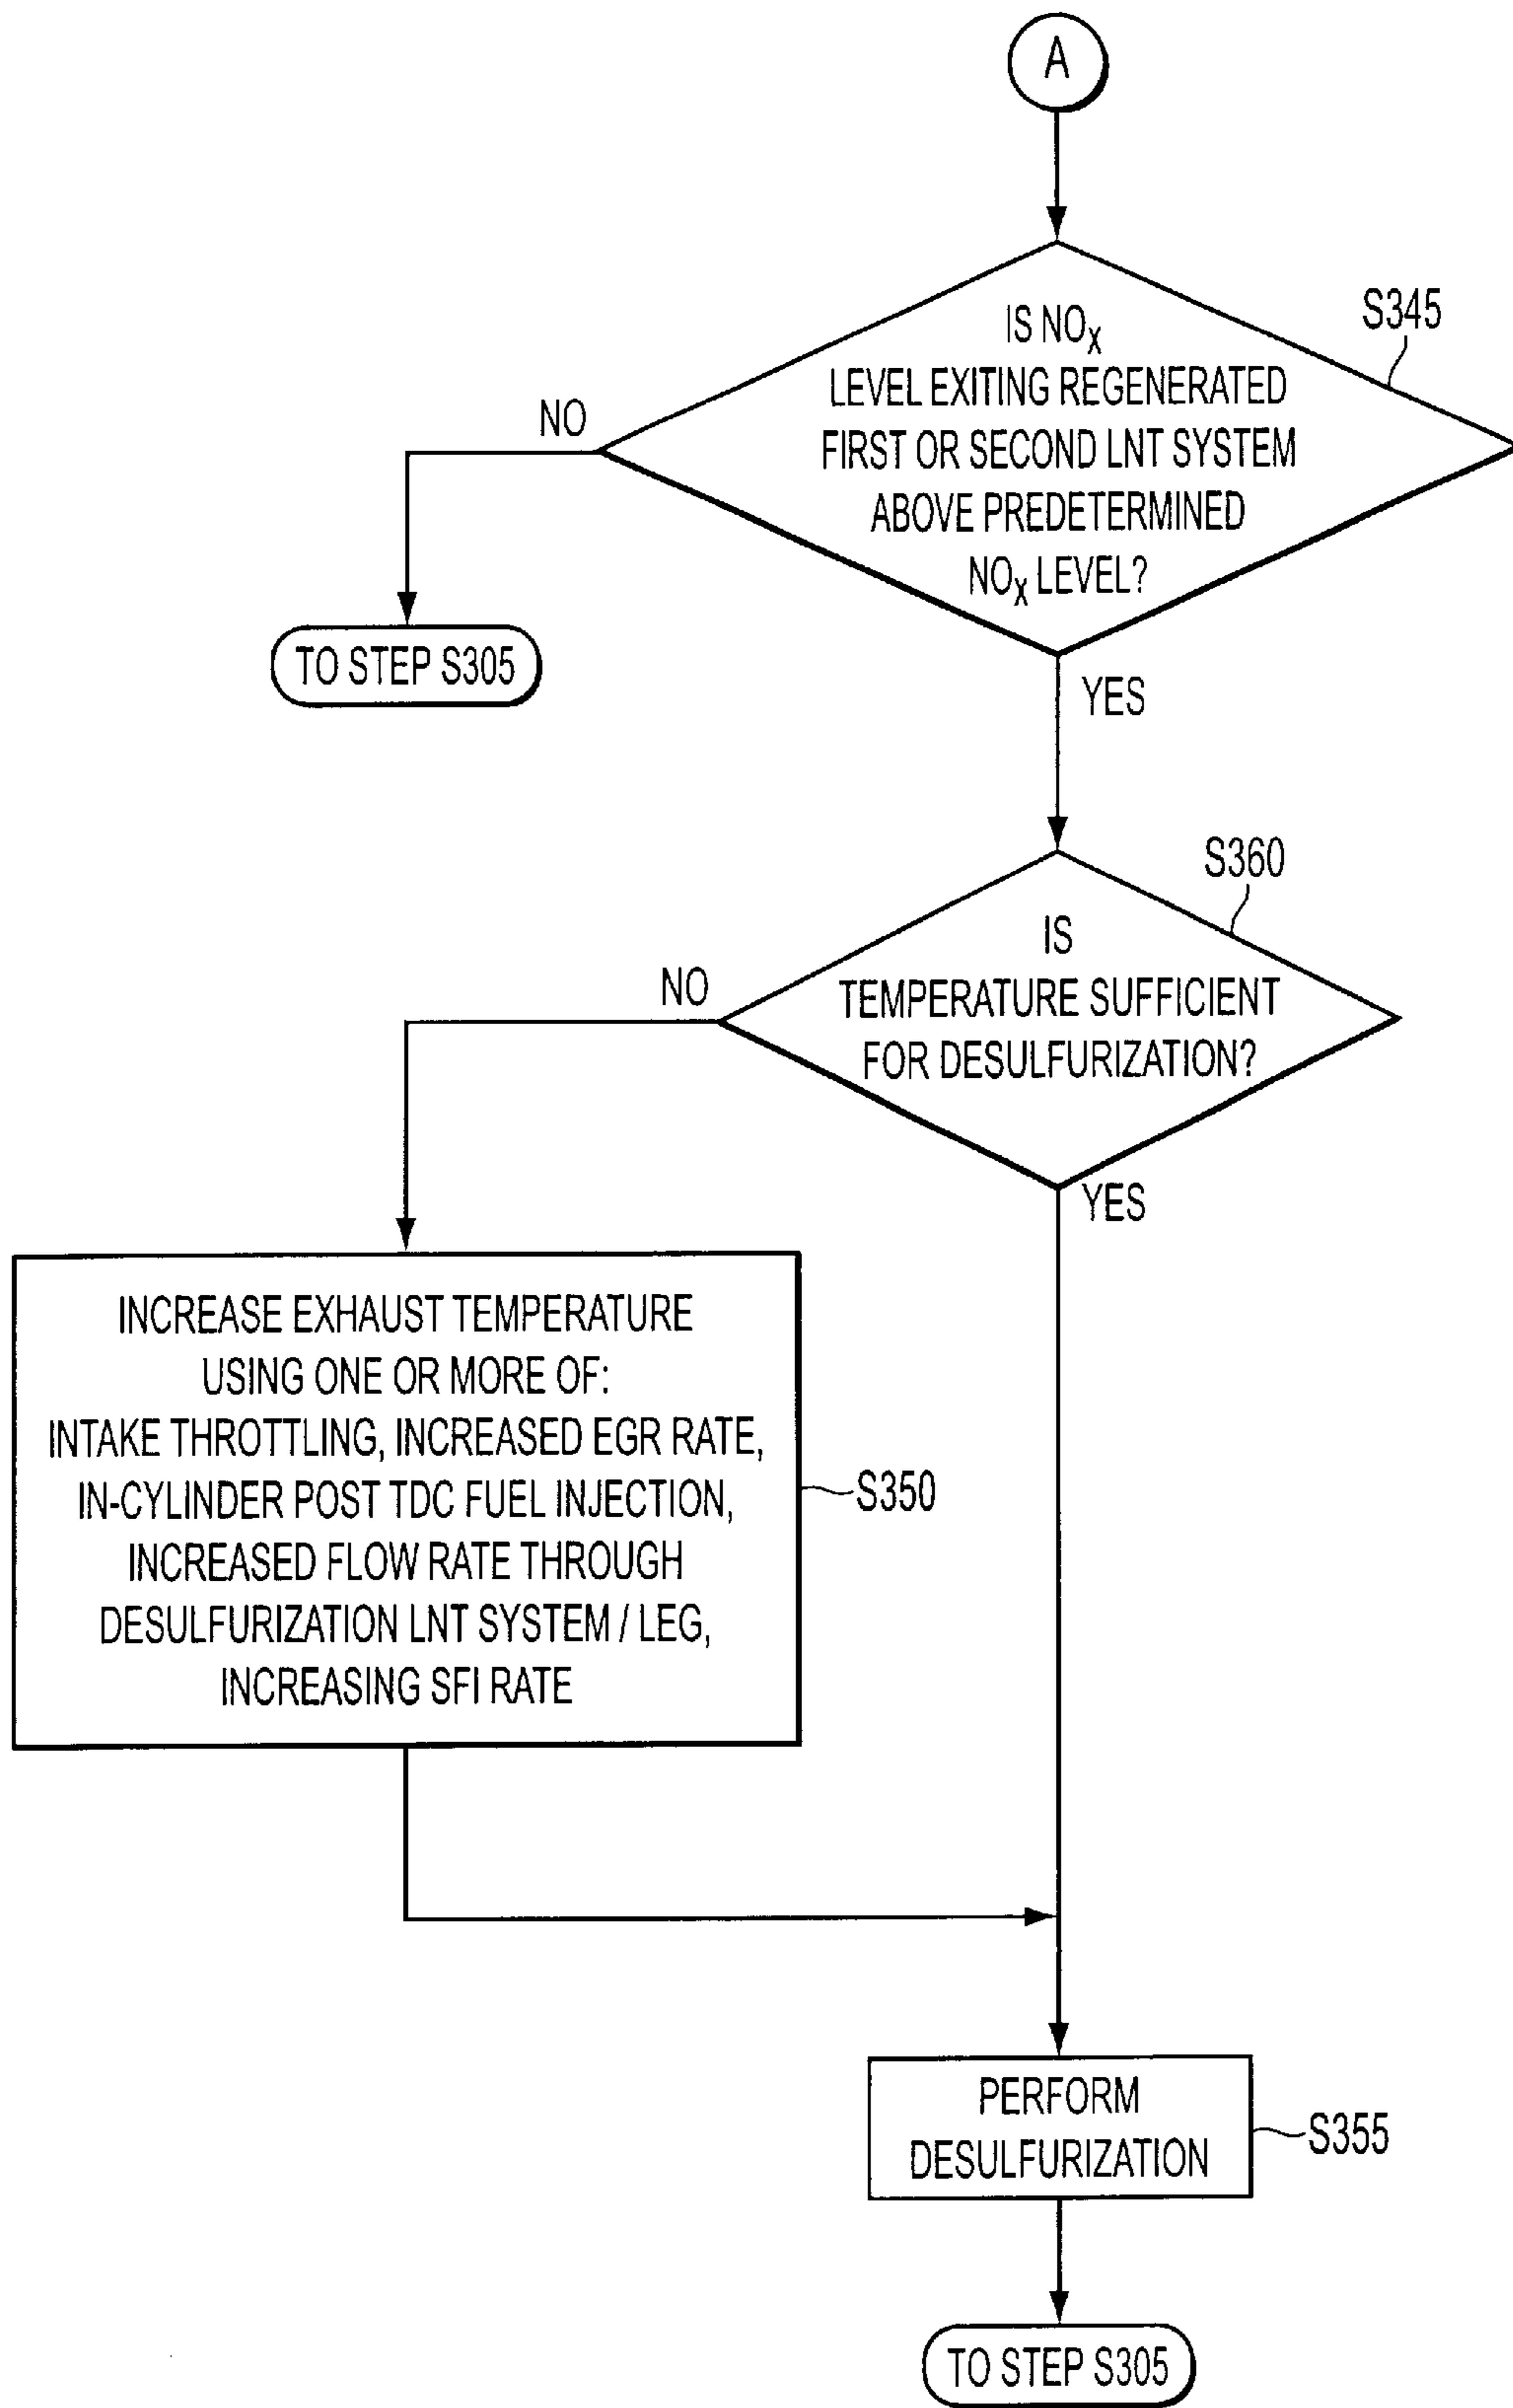 A
IS NOX
LEVEL EXITING REGENERATED
FIRST OR SECOND LNT SYSTEM
ABOVE PREDETERMINED
NOX LEVEL?
S345
NO
TO STEP S305
YES
IS
TEMPERATURE SUFFICIENT
FOR DESULFURIZATION?
S360
NO
YES
INCREASE EXHAUST TEMPERATURE
USING ONE OR MORE OF:
INTAKE THROTTLING, INCREASED EGR RATE,
IN-CYLINDER POST TDC FUEL INJECTION,
INCREASED FLOW RATE THROUGH
DESULFURIZATION LNT SYSTEM / LEG,
INCREASING SFI RATE
S350
PERFORM
DESULFURIZATION
S355
TO STEP S305